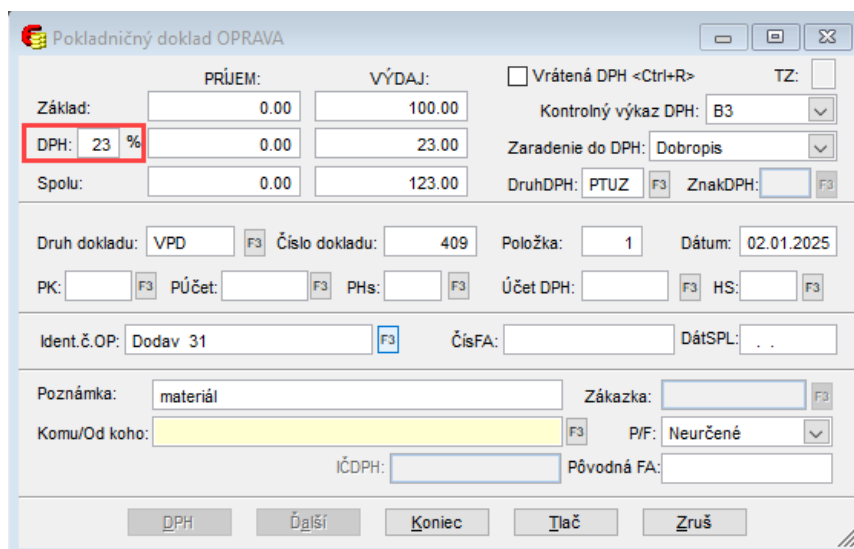 Pokladničný doklad OPRAVA
PRÍJEM: VÝDAJ: Vrátená DPH <Ctrl+R> TZ:
Základ: 0.00 100.00 Kontrolný výkaz DPH: B3
DPH: 23 % 0.00 23.00 Zaradenie do DPH: Dobropis
Spolu: 0.00 123.00 DruhDPH: PTUZ F3 ZnakDPH: F3
Druh dokladu: VPD F3 Číslo dokladu: 409 Položka: 1 Dátum: 02.01.2025
PK: F3 PÚčet: F3 PHs: F3 Účet DPH: F3 HS: F3
Ident.č.OP: Dodav 31 F3 ČísFA: DátSPL: . .
Poznámka: materiál Zákazka: F3
Komu/Od koho: F3 P/F: Neurčené
IČDPH: Pôvodná FA:
DPH Ďalší Koniec Tlač Zruš